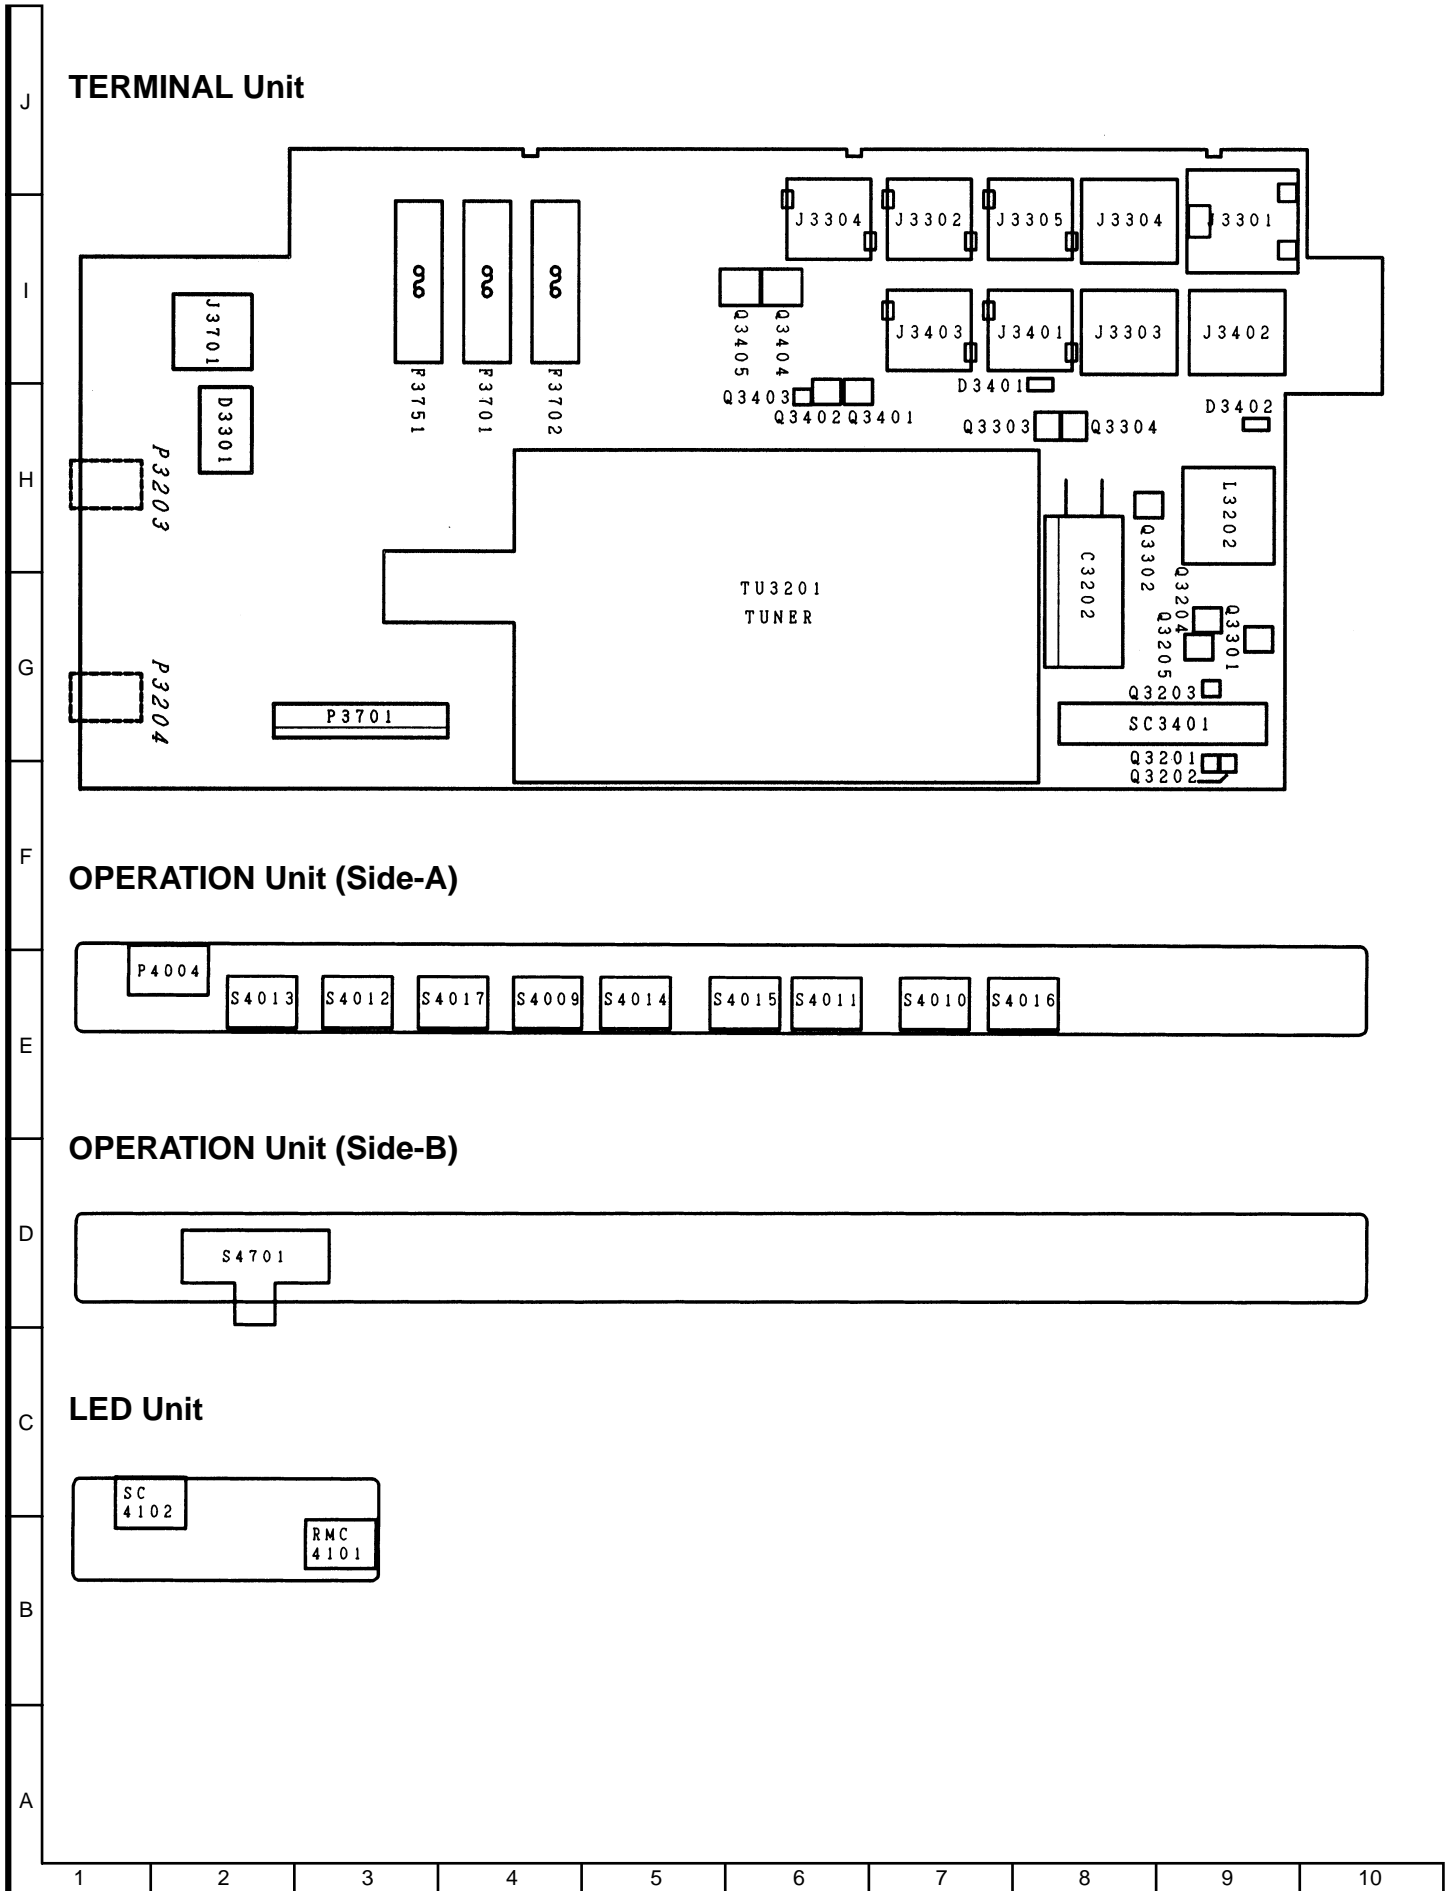 J
TERMINAL Unit
J3304 J3302 J3305 J3304 J3301
I
J3701
J3403 J3401 J3303 J3402
Q3405 Q3404
F3751 F3701 F3702
D3401
Q3403
Q3402 Q3401
D3402
Q3303 Q3304
D3301
H
P3203
L3202
Q3302
C3202
Q3204
TU3201
TUNER
Q3205
Q3301
G
P3204
Q3203
P3701
SC3401
Q3201
Q3202
F
OPERATION Unit (Side-A)
P4004
S4013 S4012 S4017 S4009 S4014 S4015 S4011 S4010 S4016
E
OPERATION Unit (Side-B)
D
S4701
C
LED Unit
SC
4102
RMC
4101
B
A
1 2 3 4 5 6 7 8 9 10